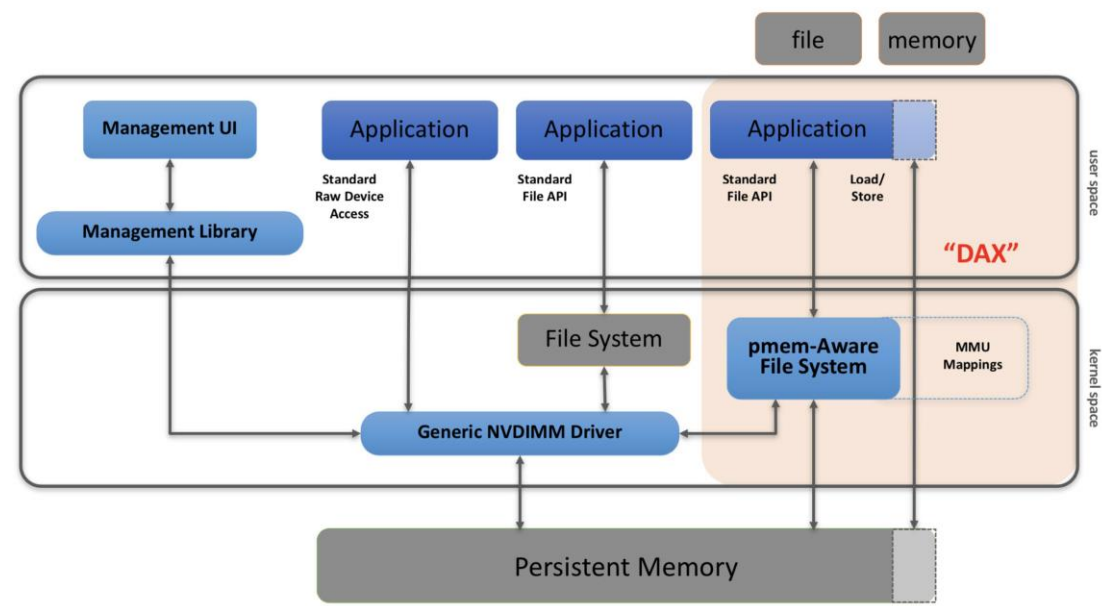 file
memory
Management UI
Application
Application
Application
Standard
Raw Device
Access
Standard
File API
Standard
File API
Load/
Store
user space
Management Library
“DAX”
File System
pmem-Aware
File System
MMU
Mappings
kernel space
Generic NVDIMM Driver
Persistent Memory